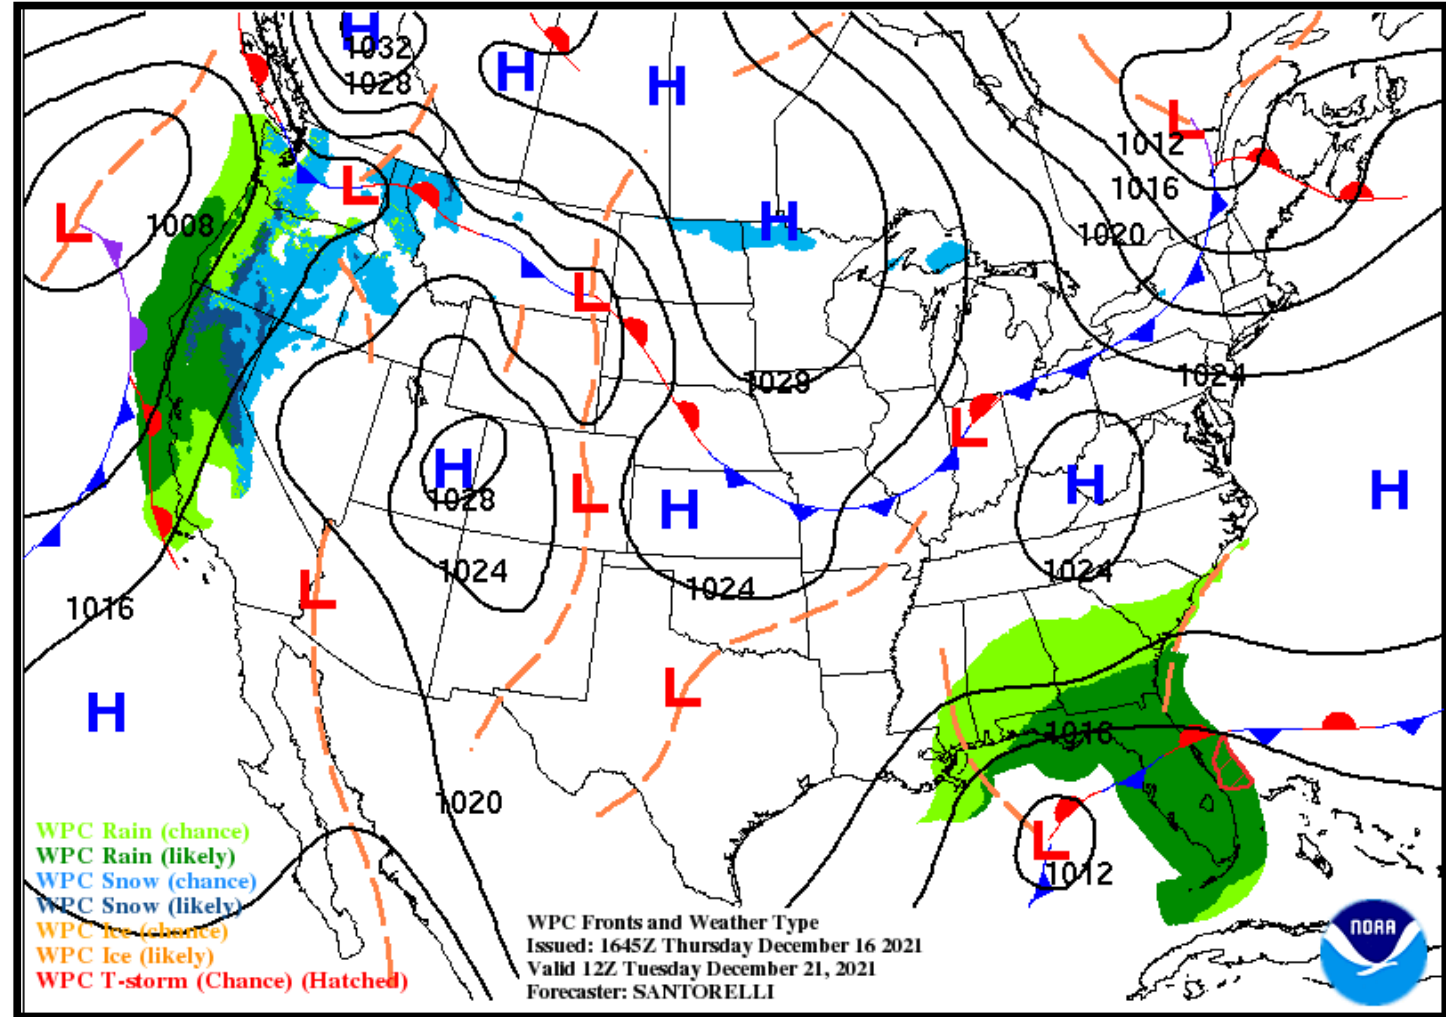 H
1032
1028
H
H
L
1012
L
1016
L
1008
H
1020
L
1028
1024
L
H
1028
L
H
H
H
1024
1024
1024
L
1016
L
H
1016
1020
L
1012
WPC Rain (chance)
WPC Rain (likely)
WPC Snow (chance)
WPC Snow (likely)
WPC Ice (chance)
WPC Ice (likely)
WPC T-storm (Chance) (Hatched)
WPC Fronts and Weather Type
Issued: 1645Z Thursday December 16 2021
Valid 12Z Tuesday December 21, 2021
Forecaster: SANTORELLI
NOAA